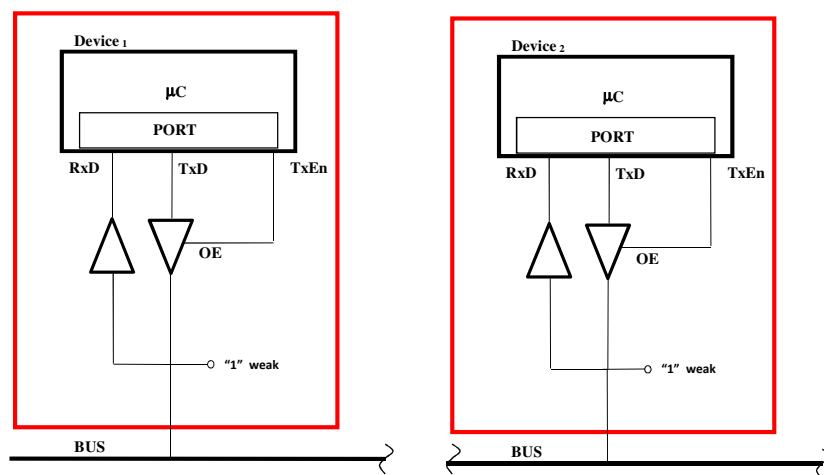 Device 1
μC
PORT
RxD
TxD
TxEn
OE
“1” weak
BUS
Device 2
μC
PORT
RxD
TxD
TxEn
OE
“1” weak
BUS